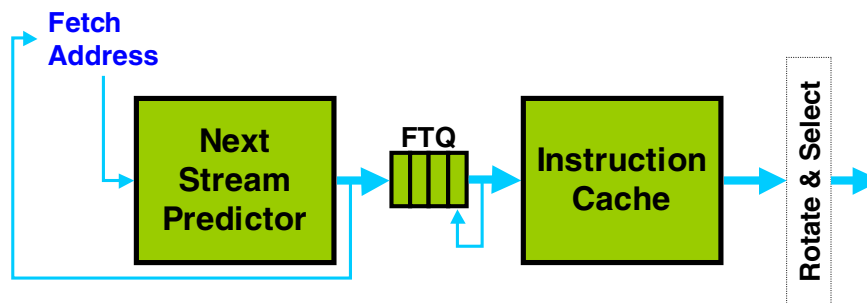 Fetch
Address
Next
Stream
Predictor
FTQ
Instruction
Cache
Rotate & Select